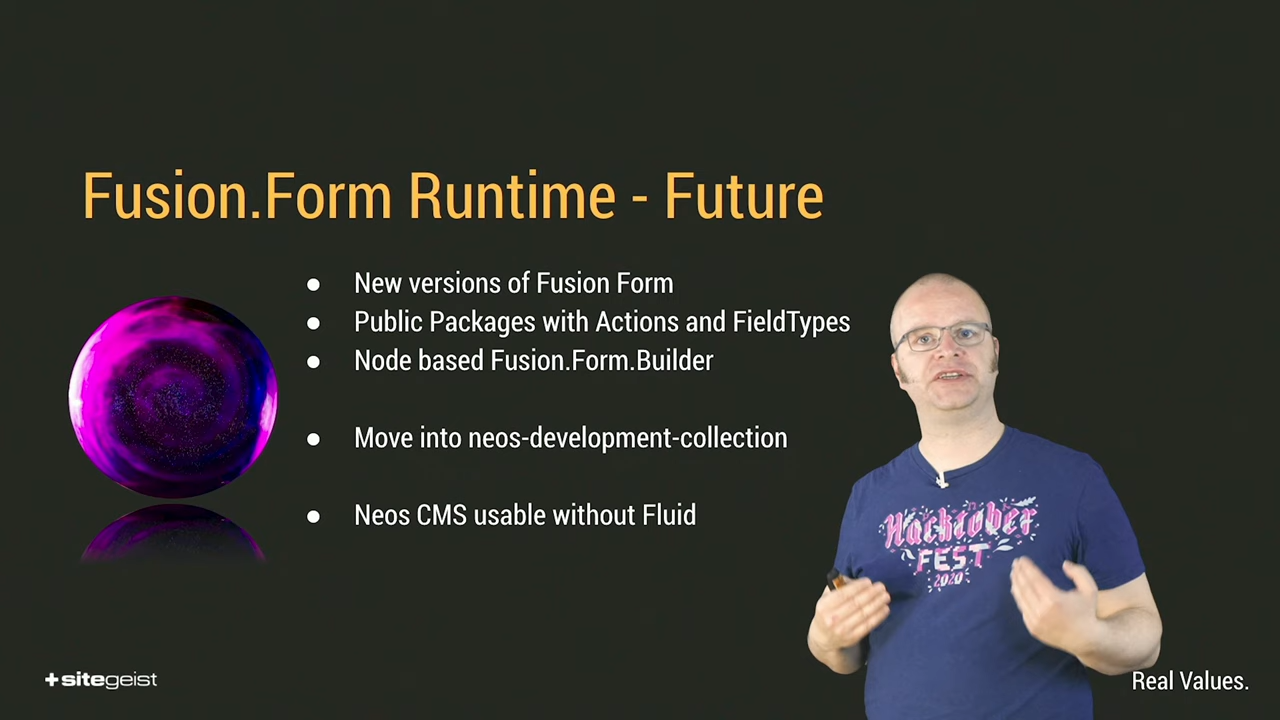 Fusion.Form Runtime - Future
● New versions of Fusion Form
● Public Packages with Actions and FieldTypes
● Node based Fusion.Form.Builder
● Move into neos-development-collection
● Neos CMS usable without Fluid
Hacktober
FEST
2020
+sitegeist
Real Values.